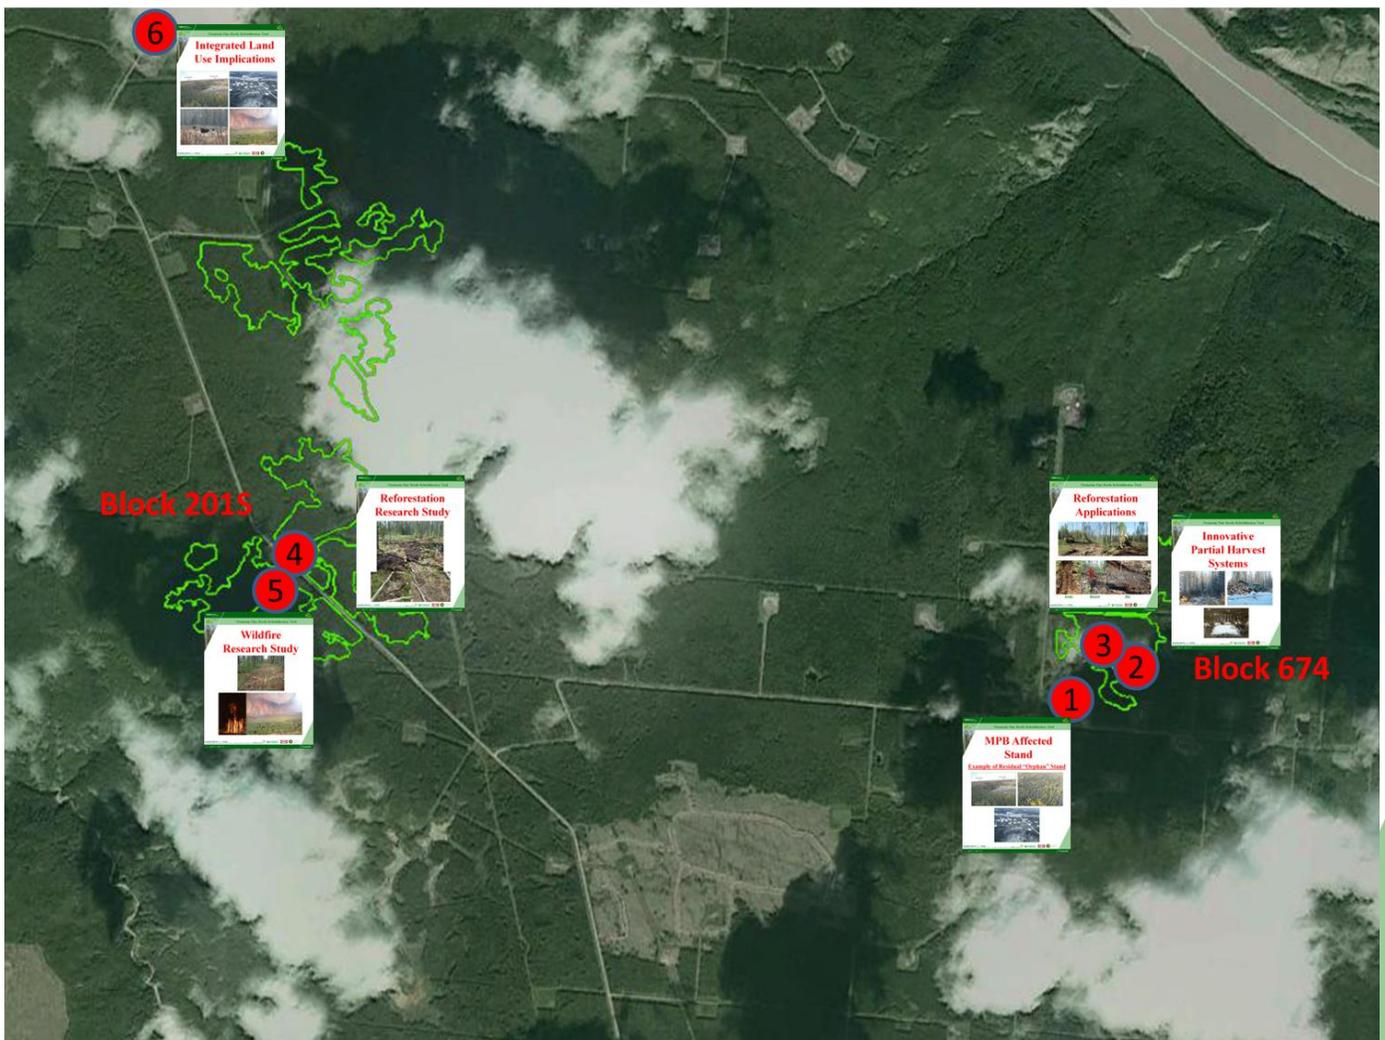 6
Integrated Land
Use Implications
Block 201S
Reforestation
Research Study
4
5
Wildfire
Research Study
Reforestation
Applications
Innovative
Partial Harvest
Systems
3
2
Block 674
1
MPB Affected
Stand
Example of Residual "Orphan" Stand